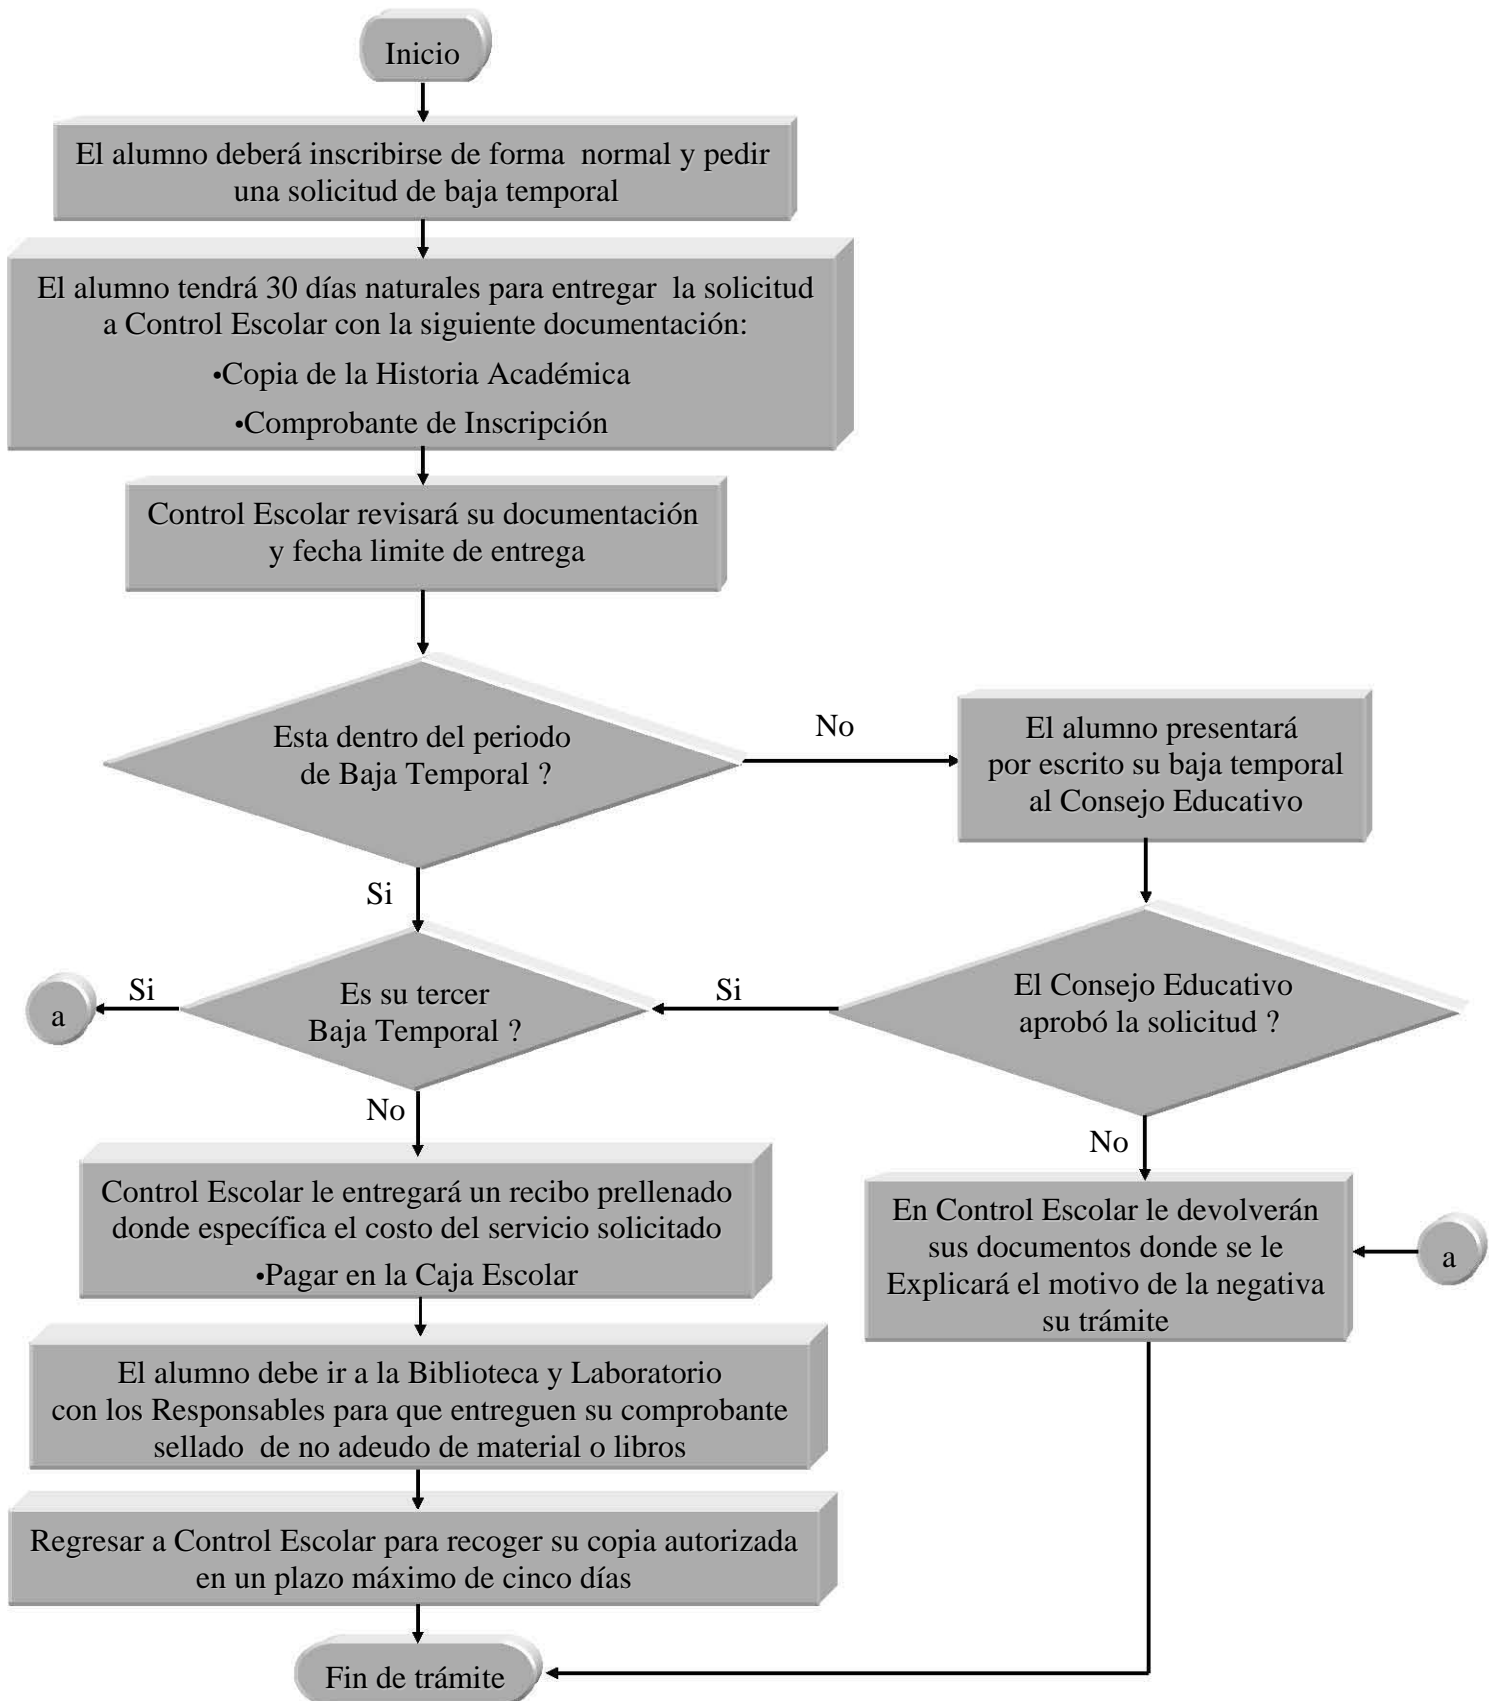 Inicio
El alumno deberá inscribirse de forma normal y pedir
una solicitud de baja temporal
El alumno tendrá 30 días naturales para entregar la solicitud
a Control Escolar con la siguiente documentación:
•Copia de la Historia Académica
•Comprobante de Inscripción
Control Escolar revisará su documentación
y fecha limite de entrega
Esta dentro del periodo
de Baja Temporal ?
No
El alumno presentará
por escrito su baja temporal
al Consejo Educativo
Si
a
Si
Es su tercer
Baja Temporal ?
Si
El Consejo Educativo
aprobó la solicitud ?
No
No
Control Escolar le entregará un recibo prellenado
donde específica el costo del servicio solicitado
•Pagar en la Caja Escolar
En Control Escolar le devolverán
sus documentos donde se le
Explicará el motivo de la negativa
su trámite
a
El alumno debe ir a la Biblioteca y Laboratorio
con los Responsables para que entreguen su comprobante
sellado de no adeudo de material o libros
Regresar a Control Escolar para recoger su copia autorizada
en un plazo máximo de cinco días
Fin de trámite